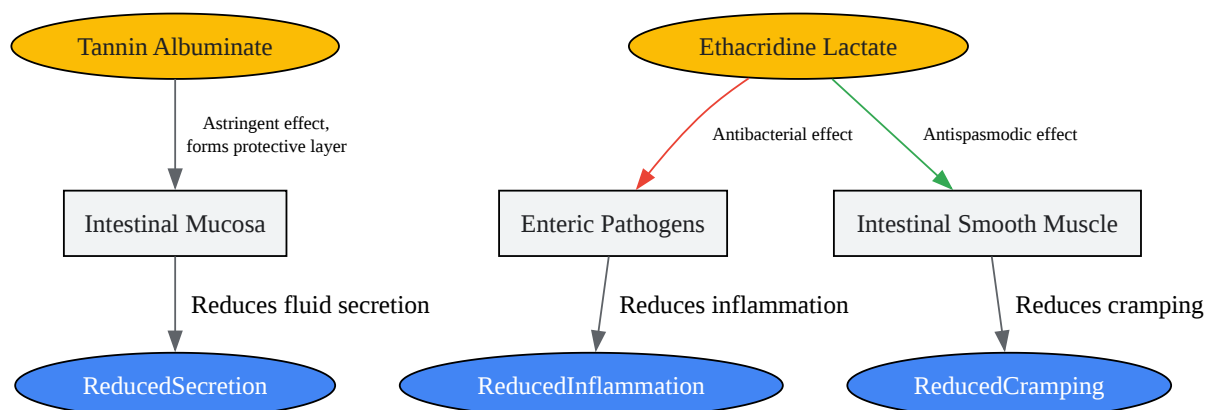 Tannin Albuminate
Ethacridine Lactate
Astringent effect,
forms protective layer
Antibacterial effect
Antispasmodic effect
Intestinal Mucosa
Enteric Pathogens
Intestinal Smooth Muscle
Reduces fluid secretion
Reduces inflammation
Reduces cramping
ReducedSecretion
ReducedInflammation
ReducedCramping